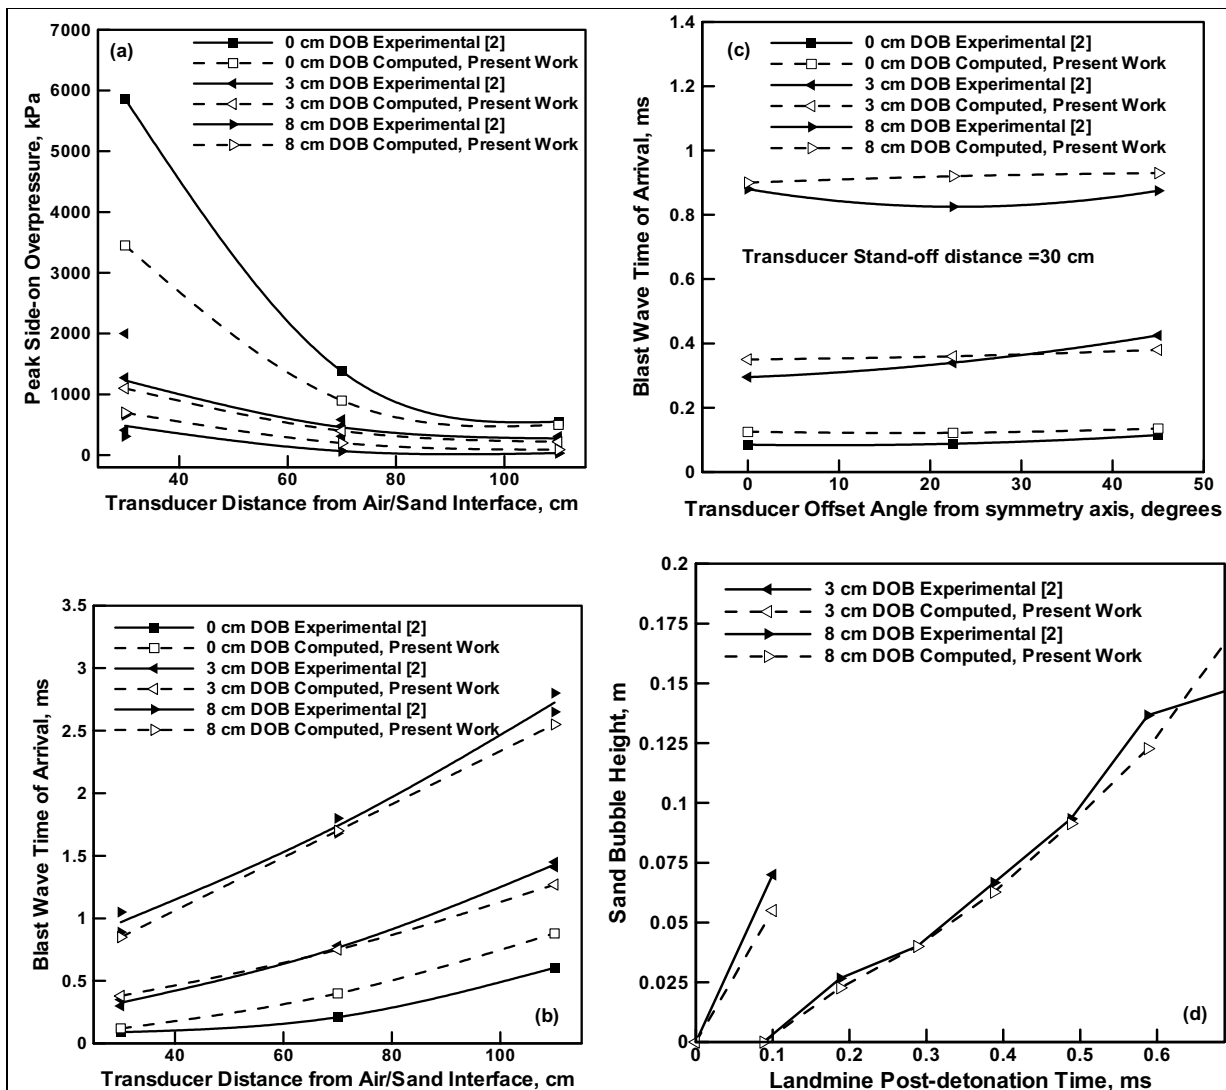 (a)
0 cm DOB Experimental [2]
0 cm DOB Computed, Present Work
3 cm DOB Experimental [2]
3 cm DOB Computed, Present Work
8 cm DOB Experimental [2]
8 cm DOB Computed, Present Work
Peak Side-on Overpressure, kPa
7000
6000
5000
4000
3000
2000
1000
0
40 60 80 100
Transducer Distance from Air/Sand Interface, cm
(c)
0 cm DOB Experimental [2]
0 cm DOB Computed, Present Work
3 cm DOB Experimental [2]
3 cm DOB Computed, Present Work
8 cm DOB Experimental [2]
8 cm DOB Computed, Present Work
Transducer Stand-off distance =30 cm
Blast Wave Time of Arrival, ms
1.4
1.2
1
0.8
0.6
0.4
0.2
0
0 10 20 30 40 50
Transducer Offset Angle from symmetry axis, degrees
0 cm DOB Experimental [2]
0 cm DOB Computed, Present Work
3 cm DOB Experimental [2]
3 cm DOB Computed, Present Work
8 cm DOB Experimental [2]
8 cm DOB Computed, Present Work
Blast Wave Time of Arrival, ms
3.5
3
2.5
2
1.5
1
0.5
0
(b)
40 60 80 100
Transducer Distance from Air/Sand Interface, cm
3 cm DOB Experimental [2]
3 cm DOB Computed, Present Work
8 cm DOB Experimental [2]
8 cm DOB Computed, Present Work
Sand Bubble Height, m
0.2
0.175
0.15
0.125
0.1
0.075
0.05
0.025
0
(d)
0 0.1 0.2 0.3 0.4 0.5 0.6
Landmine Post-detonation Time, ms